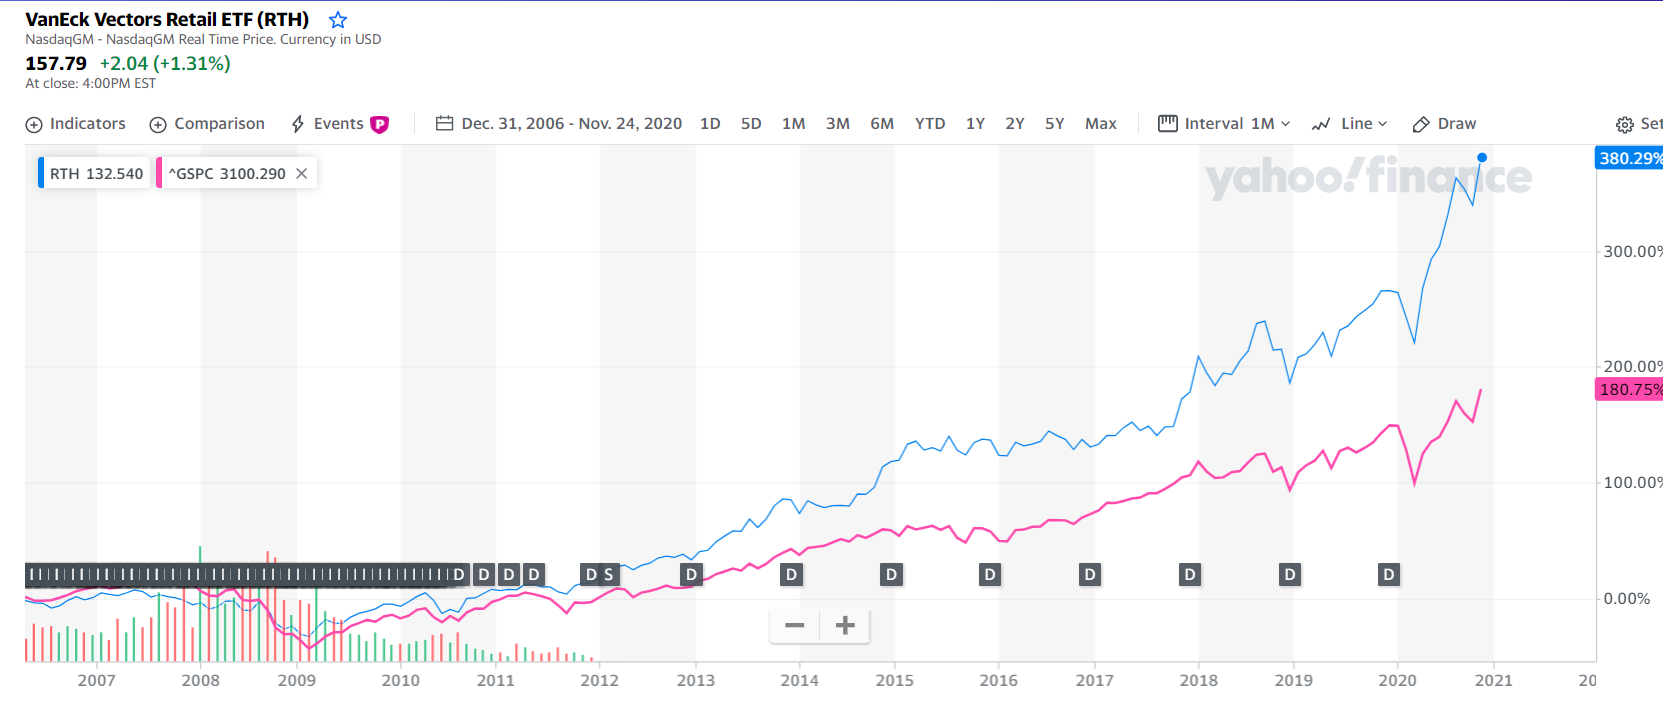 VanEck Vectors Retail ETF (RTH)
NasdaqGM - NasdaqGM Real Time Price. Currency in USD
157.79 +2.04 (+1.31%)
At close: 4:00PM EST
Indicators Comparison Events P Dec. 31, 2006 - Nov. 24, 2020 1D 5D 1M 3M 6M YTD 1Y 2Y 5Y Max Interval 1M Line Draw Set
RTH 132.540 ^GSPC 3100.290
yahoo!finance
380.29%
300.00%
200.00%
180.75%
100.00%
D D D D D S D D D D D D D D
0.00%
2007 2008 2009 2010 2011 2012 2013 2014 2015 2016 2017 2018 2019 2020 2021 20